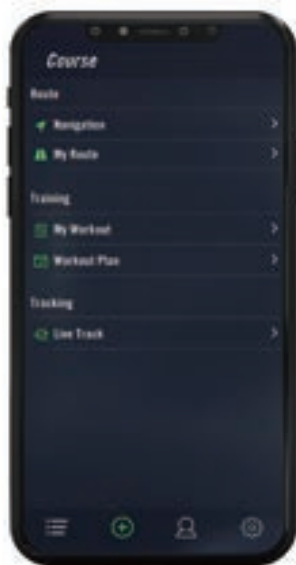 Course
Route
Navigation
My Route
Training
My Workout
Workout Plan
Tracking
Live Track